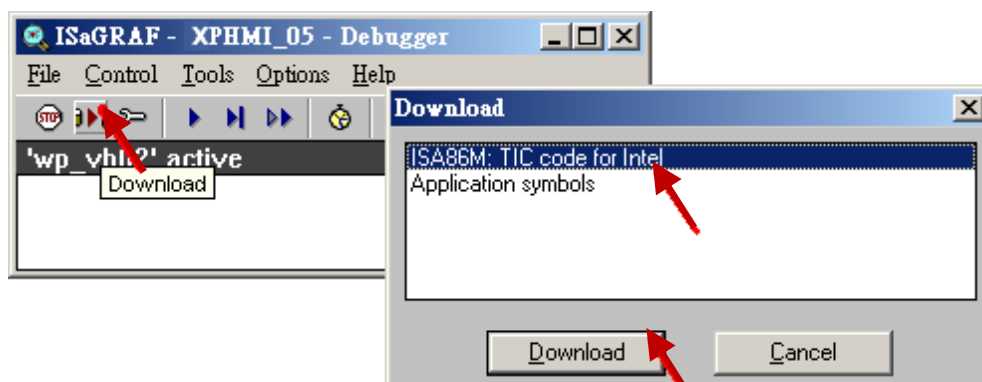 ISaGRAF - XPHMI_05 - Debugger
File Control Tools Options Help
STOP
active
Download
Download
ISA86M: TIC code for Intel
Application symbols
Download Cancel